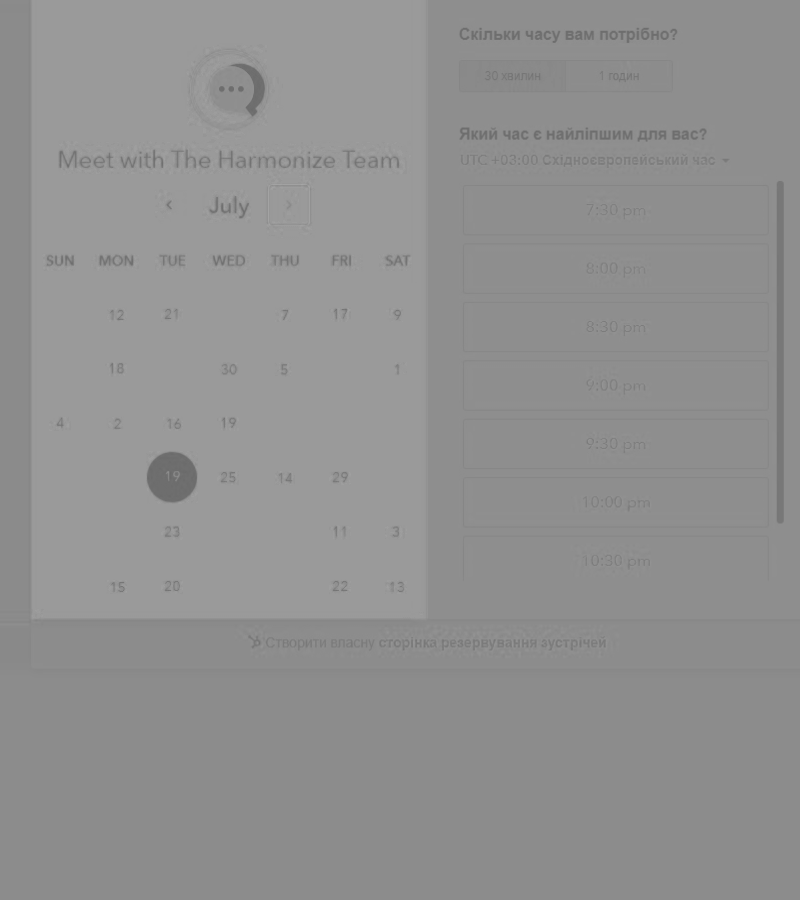 Meet with The Harmonize Team
July
SUN MON TUE WED THU FRI SAT
12 21 7 17 9
18 30 5 1
4 2 16 19
19 25 14 29
23 11 3
15 20 22 13
Скільки часу вам потрібно?
30 хвилин 1 годин
Який час є найліпшим для вас?
UTC +03:00 Східноєвропейський час
7:30 pm
8:00 pm
8:30 pm
9:00 pm
9:30 pm
10:00 pm
10:30 pm
Створити власну сторінка резервування зустрічей